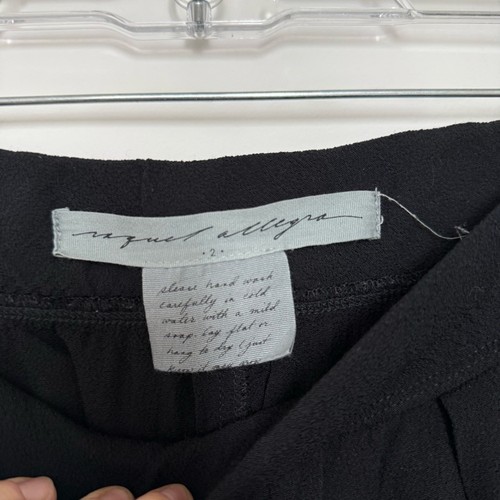 raquel allegra
·2·
please hand wash
carefully in cold
water with a mild
soap. lay flat or
hang to dry (just